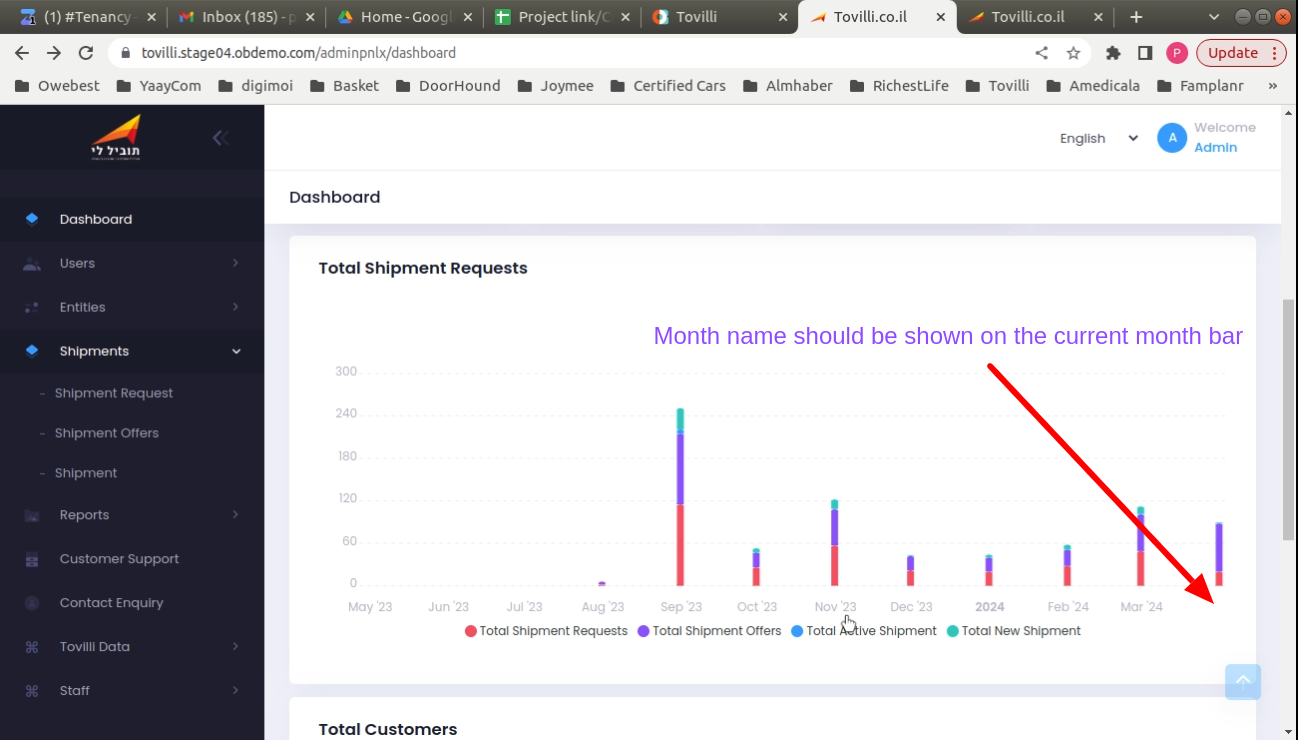 (1) #Tenancy
Inbox (185) - p
Home - Googl
Project link/C
Tovilli
Tovilli.co.il
Tovilli.co.il
tovilli.stage04.obdemo.com/adminpnlx/dashboard
P
Update
Owebest
YaayCom
digimoi
Basket
DoorHound
Joymee
Certified Cars
Almhaber
RichestLife
Tovilli
Amedicala
Famplanr
»
תוביל לי
English
A
Welcome
Admin
Dashboard
Dashboard
Users
Entities
Shipments
- Shipment Request
- Shipment Offers
- Shipment
Reports
Customer Support
Contact Enquiry
Tovilli Data
Staff
Total Shipment Requests
Month name should be shown on the current month bar
300
240
180
120
60
0
May '23
Jun '23
Jul '23
Aug '23
Sep '23
Oct '23
Nov '23
Dec '23
2024
Feb '24
Mar '24
Total Shipment Requests
Total Shipment Offers
Total Active Shipment
Total New Shipment
Total Customers